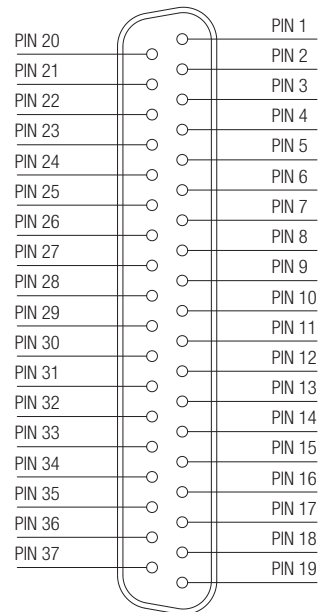 PIN 1
PIN 20
PIN 2
PIN 21
PIN 3
PIN 22
PIN 4
PIN 23
PIN 5
PIN 24
PIN 6
PIN 25
PIN 7
PIN 26
PIN 8
PIN 27
PIN 9
PIN 28
PIN 10
PIN 29
PIN 11
PIN 30
PIN 12
PIN 31
PIN 13
PIN 32
PIN 14
PIN 33
PIN 15
PIN 34
PIN 16
PIN 35
PIN 17
PIN 36
PIN 18
PIN 37
PIN 19